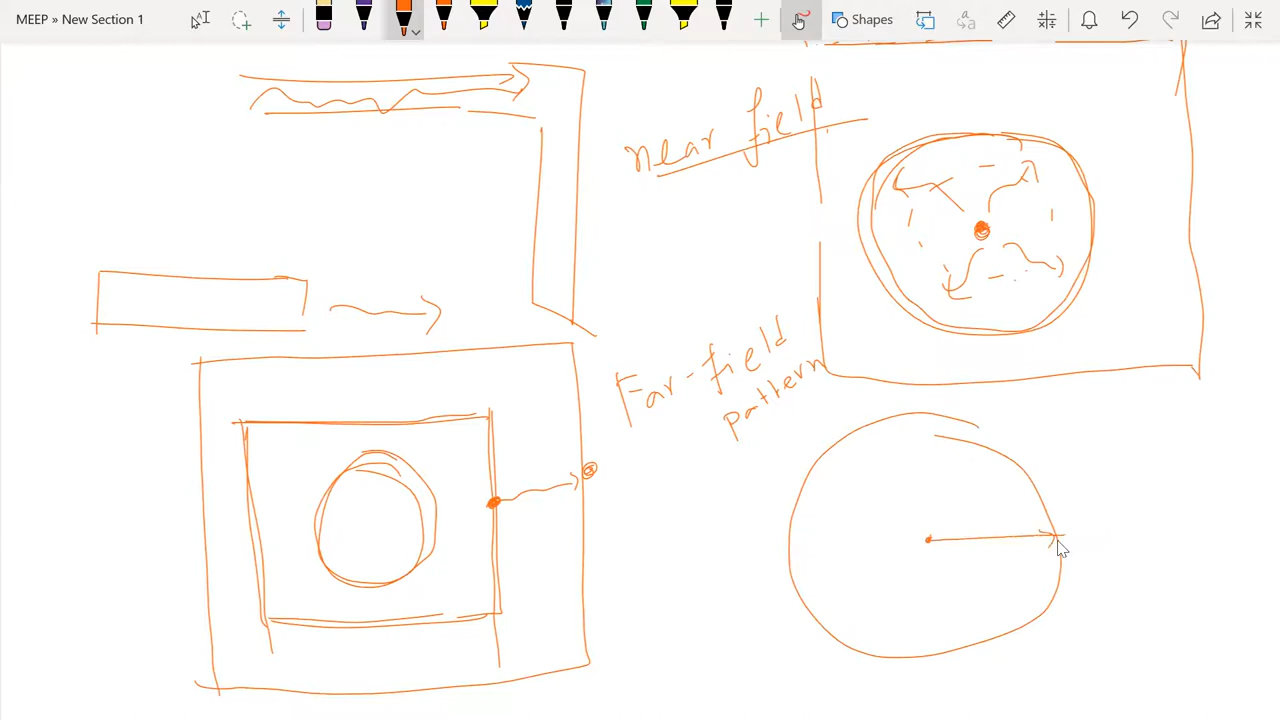 MEEP » New Section 1
Shapes
near field
Far-field
pattern